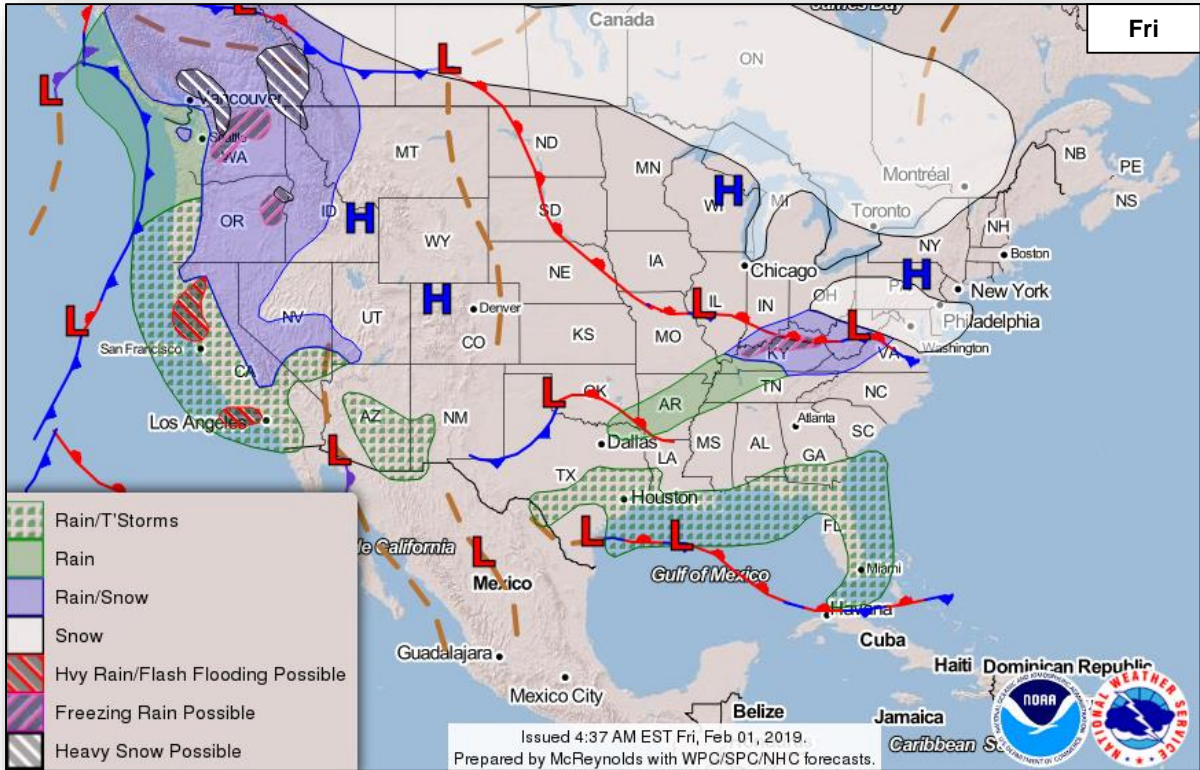 James Bay
Fri
Canada
ON
Vancouver
Seattle
WA
MT
ND
MN
Montréal
NB
PE
NS
OR
ID
SD
WI
MI
Toronto
NH
WY
NY
Boston
IA
Chicago
NE
IL
IN
OH
PA
New York
NV
UT
Denver
CO
KS
MO
Philadelphia
Washington
San Francisco
CA
KY
VA
TN
NC
Los Angeles
AZ
NM
OK
AR
Atlanta
SC
Dallas
MS
AL
GA
LA
TX
Houston
FL
Miami
Gulf of Mexico
Havana
Cuba
Haiti
Dominican Republic
Mexico
Guadalajara
Mexico City
Belize
Jamaica
Caribbean
H
H
H
H
L
L
L
L
L
L
L
L
L
L
L
Rain/T'Storms
Rain
Rain/Snow
Snow
Hvy Rain/Flash Flooding Possible
Freezing Rain Possible
Heavy Snow Possible
de California
Issued 4:37 AM EST Fri, Feb 01, 2019.
Prepared by McReynolds with WPC/SPC/NHC forecasts.
NOAA
NATIONAL WEATHER SERVICE